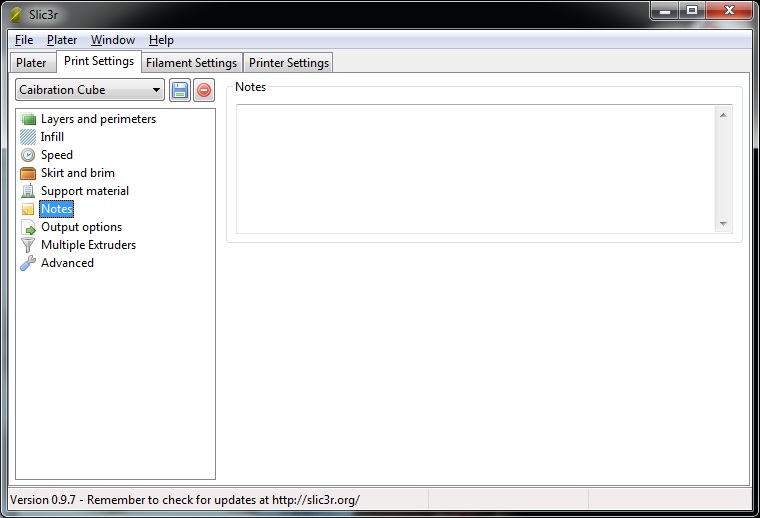 Slic3r
File Plater Window Help
Plater Print Settings Filament Settings Printer Settings
Caibration Cube
Notes
Layers and perimeters
Infill
Speed
Skirt and brim
Support material
Notes
Output options
Multiple Extruders
Advanced
Version 0.9.7 - Remember to check for updates at http://slic3r.org/